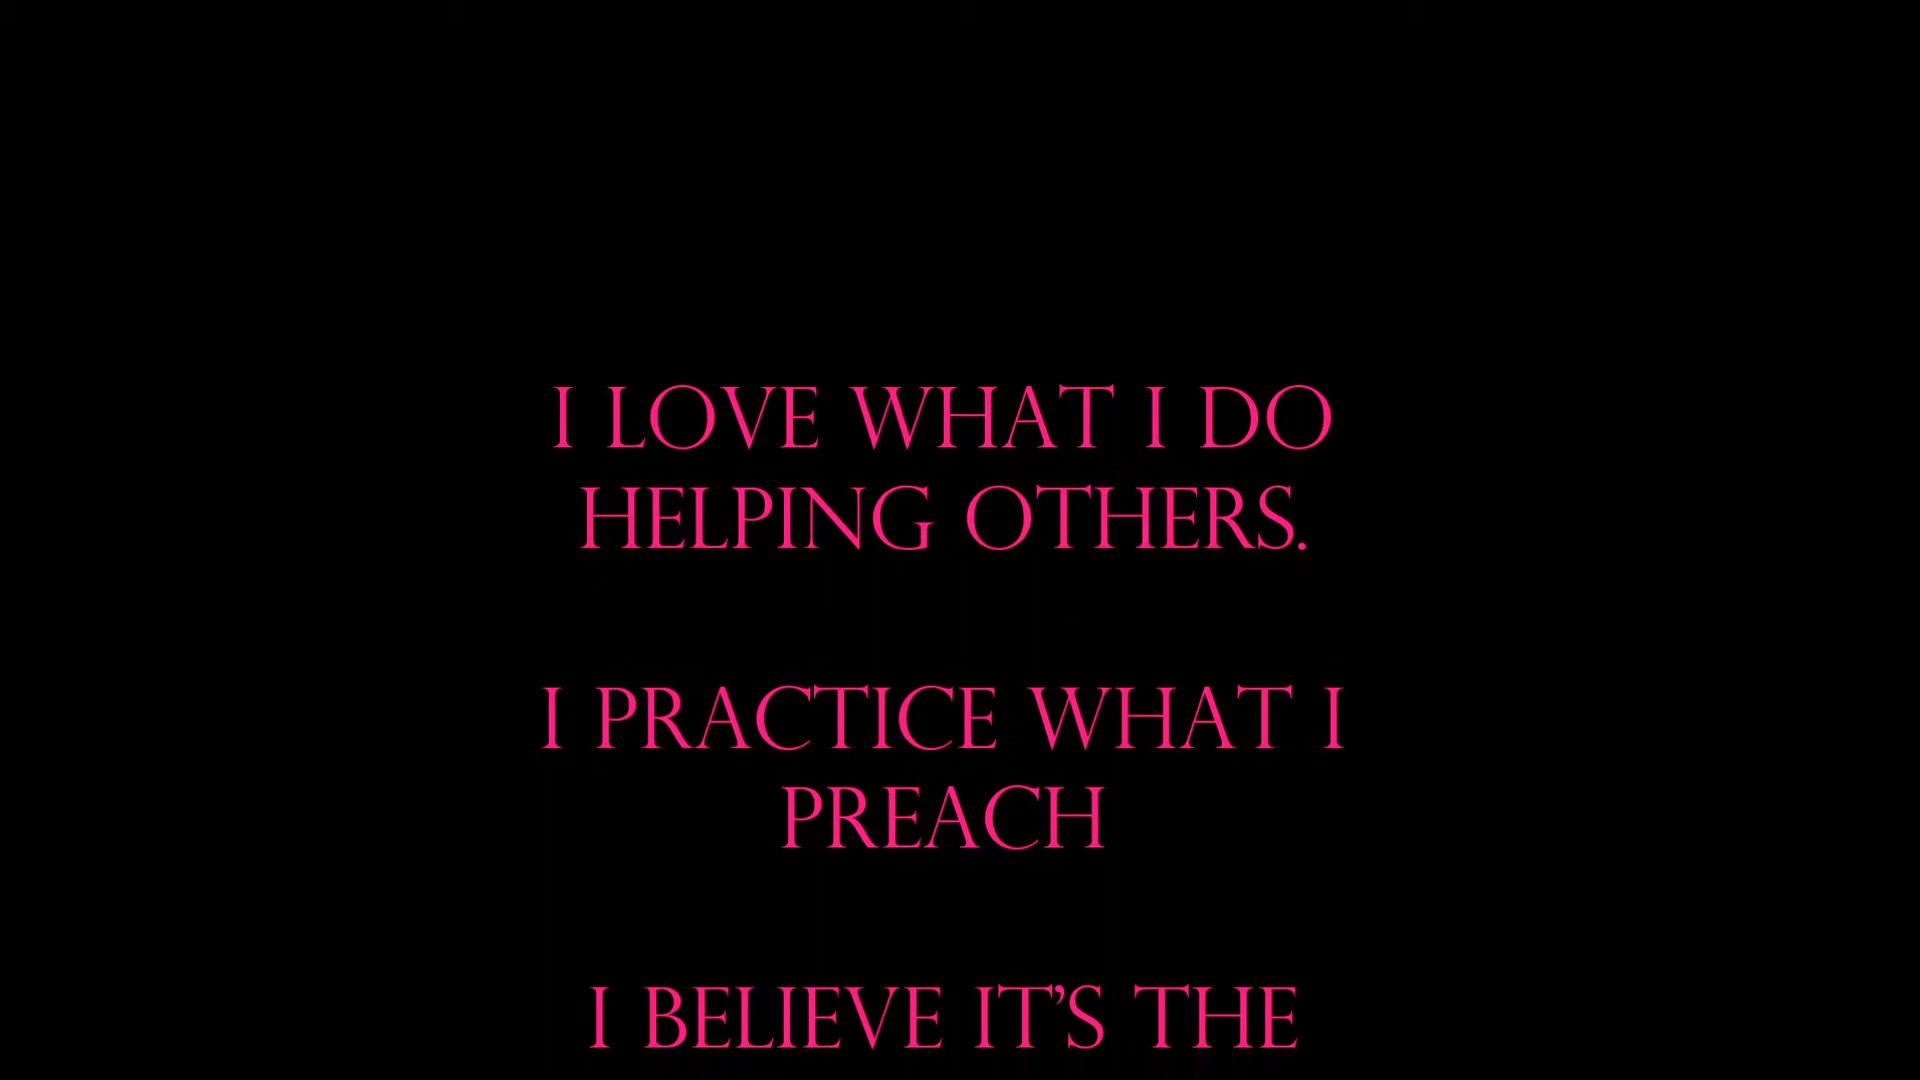 I LOVE WHAT I DO
HELPING OTHERS.
I PRACTICE WHAT I
PREACH
I BELIEVE IT’S THE